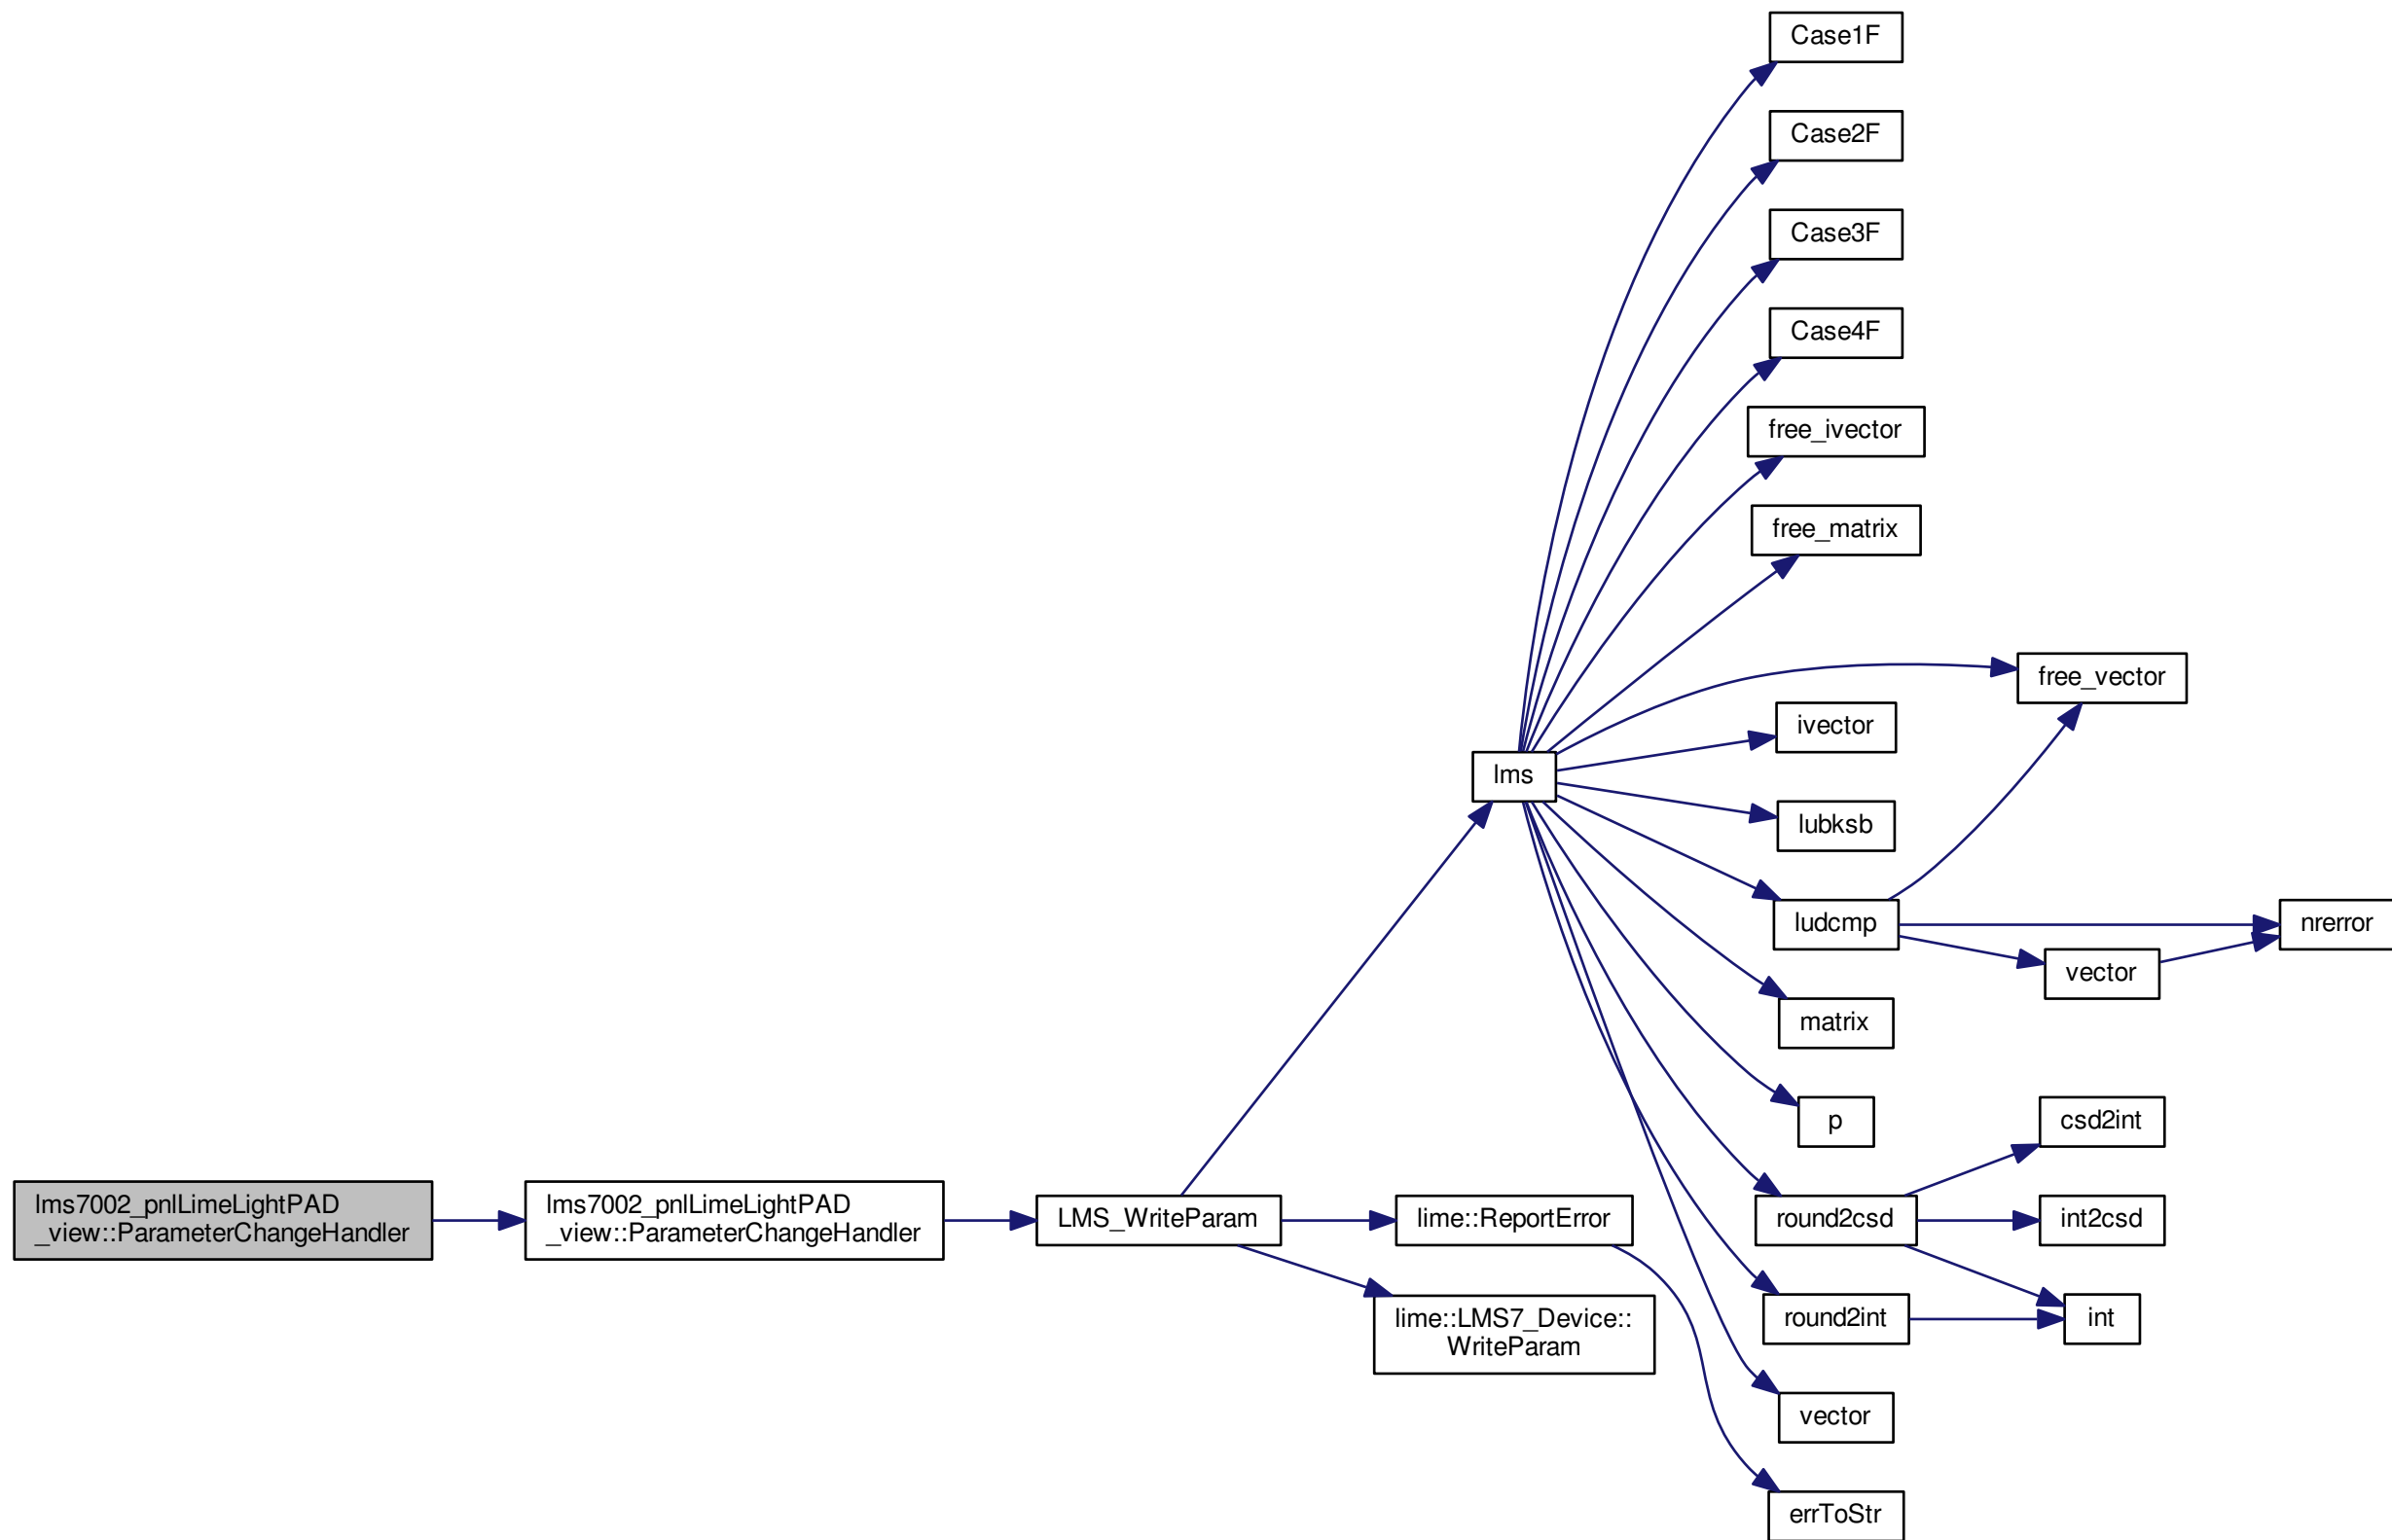 Case1F
Case2F
Case3F
Case4F
free_ivector
free_matrix
free_vector
ivector
lms
lubksb
ludcmp
nrerror
vector
matrix
p
csd2int
lms7002_pnlLimeLightPAD
_view::ParameterChangeHandler
lms7002_pnlLimeLightPAD
_view::ParameterChangeHandler
LMS_WriteParam
lime::ReportError
round2csd
int2csd
lime::LMS7_Device::
WriteParam
round2int
int
vector
errToStr